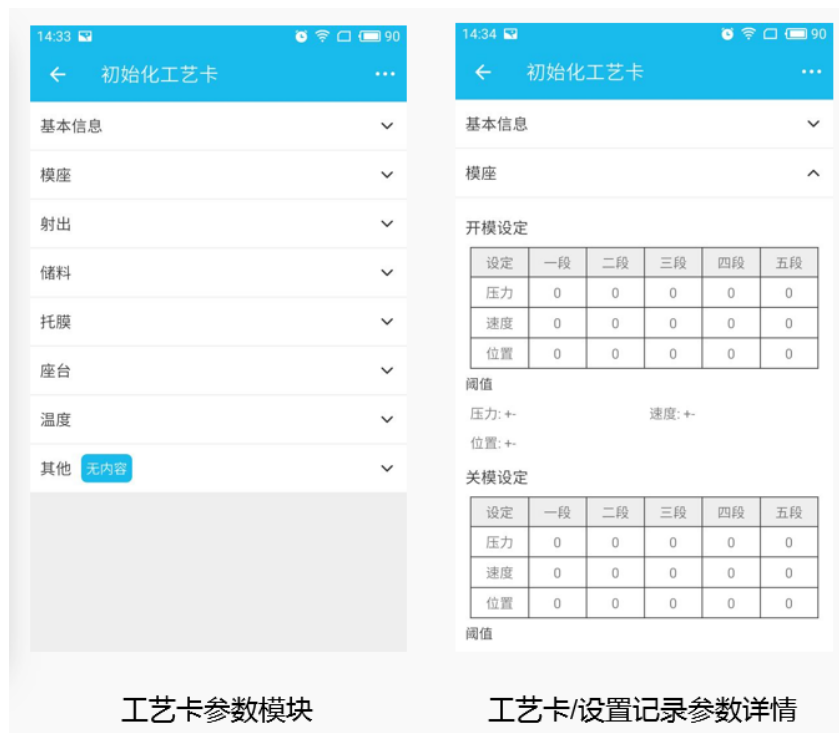 14:33
90
初始化工艺卡
基本信息
模座
射出
储料
托膜
座台
温度
其他 无内容
工艺卡参数模块
14:34
90
初始化工艺卡
基本信息
模座
开模设定
设定 一段 二段 三段 四段 五段
压力 0 0 0 0 0
速度 0 0 0 0 0
位置 0 0 0 0 0
阈值
压力: +- 速度: +-
位置: +-
关模设定
设定 一段 二段 三段 四段 五段
压力 0 0 0 0 0
速度 0 0 0 0 0
位置 0 0 0 0 0
阈值
工艺卡/设置记录参数详情